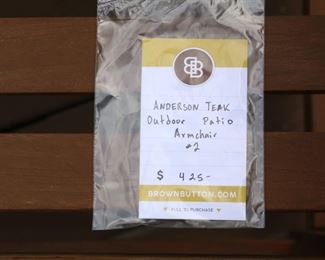 BB
ANDERSON TEAK
Outdoor Patio
Armchair
#2
$ 425-
BROWNBUTTON.COM
PULL TO PURCHASE